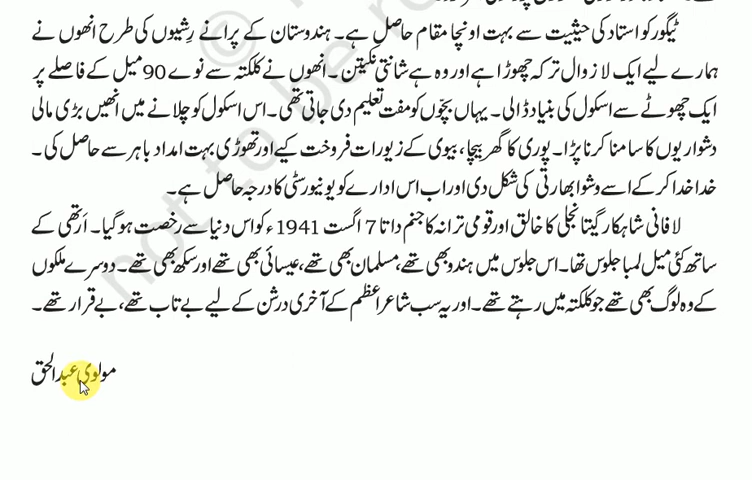 ٹیگور کو استاد کی حیثیت سے بہت اونچا مقام حاصل ہے۔ ہندوستان کے پرانے رِشیوں کی طرح انھوں نے
ہمارے لیے ایک لازوال ترکہ چھوڑا ہے اور وہ ہے شانتی نکیتن۔ انھوں نے کلکتہ سے نوے 90 میل کے فاصلے پر
ایک چھوٹے سے اسکول کی بنیاد ڈالی۔ یہاں بچّوں کو مفت تعلیم دی جاتی تھی۔ اس اسکول کو چلانے میں انھیں بڑی مالی
دشواریوں کا سامنا کرنا پڑا۔ پوری کا گھر بیچا، بیوی کے زیورات فروخت کیے اور تھوڑی بہت امداد باہر سے حاصل کی۔
خدا خدا کر کے اسے وشوا بھارتی کی شکل دی اور اب اس ادارے کو یونیورسٹی کا درجہ حاصل ہے۔
لافانی شاہکار گیتانجلی کا خالق اور قومی ترانہ کا جنم داتا 7 اگست 1941ء کو اس دنیا سے رخصت ہو گیا۔ اَرتھی کے
ساتھ کئی میل لمبا جلوس تھا۔ اس جلوس میں ہندو بھی تھے، مسلمان بھی تھے، عیسائی بھی تھے اور سکھ بھی تھے۔ دوسرے ملکوں
کے وہ لوگ بھی تھے جو کلکتہ میں رہتے تھے۔ اور یہ سب شاعرِ اعظم کے آخری درشن کے لیے بے تاب تھے، بے قرار تھے۔
مولوی عبدالحق
not to be